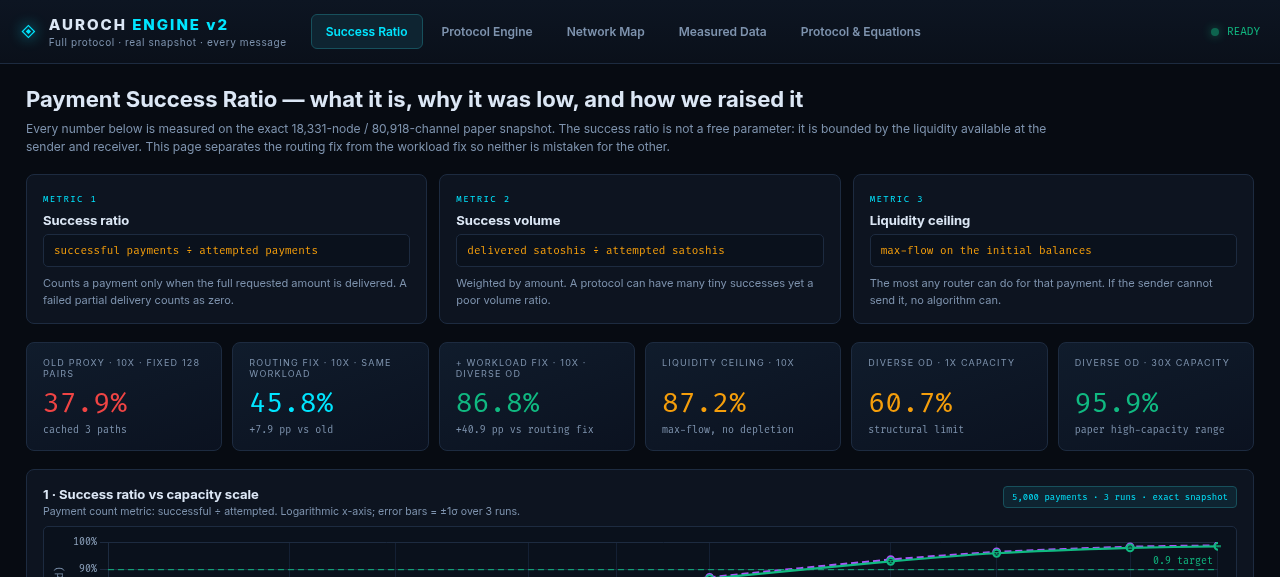 AUROCH ENGINE v2
Full protocol · real snapshot · every message
Success Ratio
Protocol Engine
Network Map
Measured Data
Protocol & Equations
READY
Payment Success Ratio — what it is, why it was low, and how we raised it
Every number below is measured on the exact 18,331-node / 80,918-channel paper snapshot. The success ratio is not a free parameter: it is bounded by the liquidity available at the
sender and receiver. This page separates the routing fix from the workload fix so neither is mistaken for the other.
METRIC 1
Success ratio
successful payments ÷ attempted payments
Counts a payment only when the full requested amount is delivered. A
failed partial delivery counts as zero.
METRIC 2
Success volume
delivered satoshis ÷ attempted satoshis
Weighted by amount. A protocol can have many tiny successes yet a
poor volume ratio.
METRIC 3
Liquidity ceiling
max-flow on the initial balances
The most any router can do for that payment. If the sender cannot
send it, no algorithm can.
OLD PROXY · 10X · FIXED 128
PAIRS
37.9%
cached 3 paths
ROUTING FIX · 10X · SAME
WORKLOAD
45.8%
+7.9 pp vs old
+ WORKLOAD FIX · 10X ·
DIVERSE OD
86.8%
+40.9 pp vs routing fix
LIQUIDITY CEILING · 10X
87.2%
max-flow, no depletion
DIVERSE OD · 1X CAPACITY
60.7%
structural limit
DIVERSE OD · 30X CAPACITY
95.9%
paper high-capacity range
1 · Success ratio vs capacity scale
Payment count metric: successful ÷ attempted. Logarithmic x-axis; error bars = ±1σ over 3 runs.
5,000 payments · 3 runs · exact snapshot
100%
90%
0.9 target